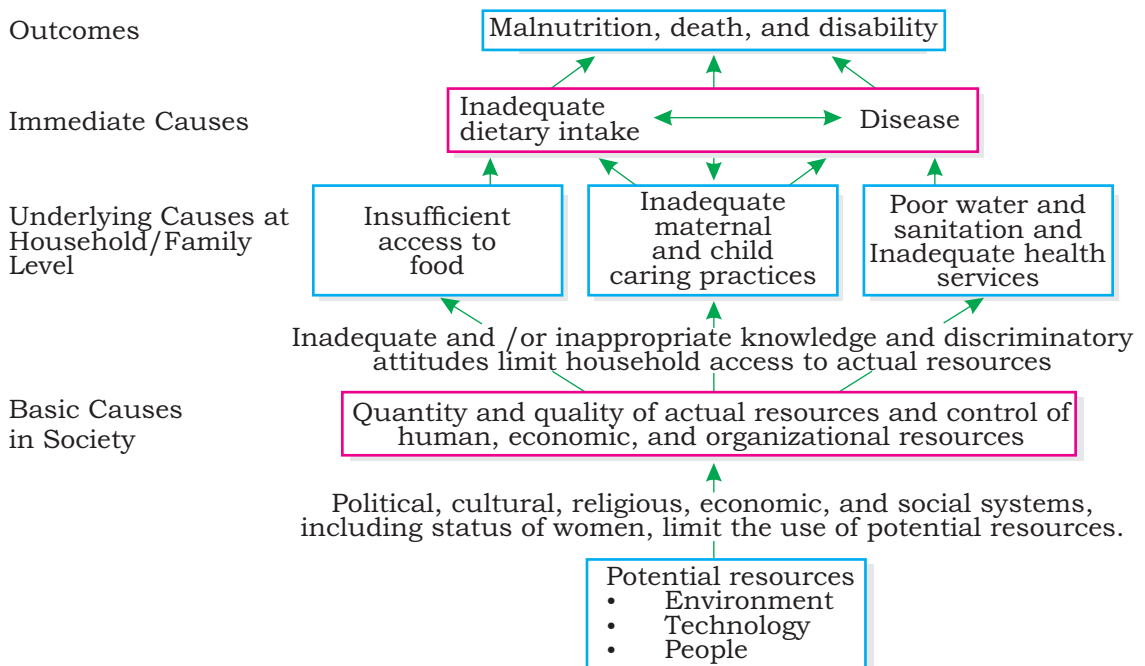 Outcomes
Malnutrition, death, and disability
Immediate Causes
Inadequate
dietary intake
Disease
Underlying Causes at
Household/Family
Level
Insufficient
access to
food
Inadequate
maternal
and child
caring practices
Poor water and
sanitation and
Inadequate health
services
Inadequate and /or inappropriate knowledge and discriminatory
attitudes limit household access to actual resources
Basic Causes
in Society
Quantity and quality of actual resources and control of
human, economic, and organizational resources
Political, cultural, religious, economic, and social systems,
including status of women, limit the use of potential resources.
Potential resources
• Environment
• Technology
• People